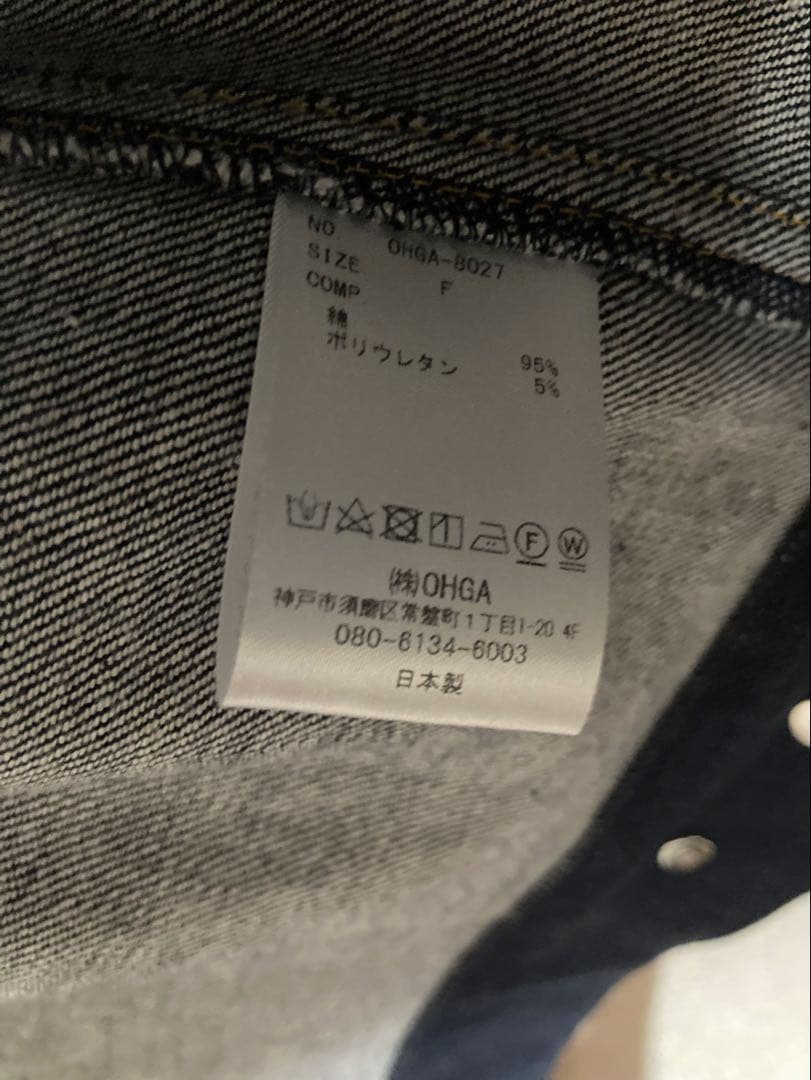 NO OHGA-8027
SIZE F
COMP
綿 95%
ポリウレタン 5%
F W
㈱OHGA
神戸市須磨区常盤町1丁目1-20 4F
080-6134-6003
日本製